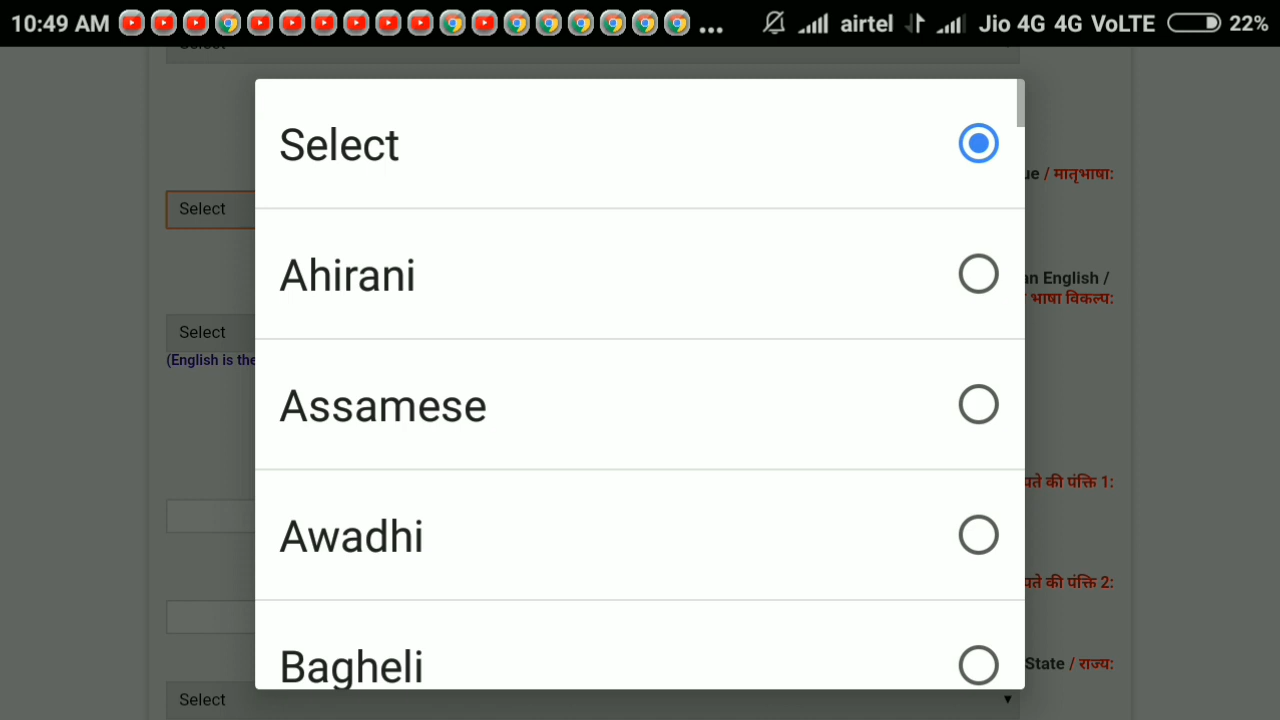 10:49 AM ... airtel Jio 4G 4G VoLTE 22%
Select
ue / मातृभाषा:
Select
Ahirani
an English /
भाषा विकल्प:
Select
(English is the
Assamese
पते की पंक्ति 1:
Awadhi
पते की पंक्ति 2:
Bagheli
State / राज्य:
Select